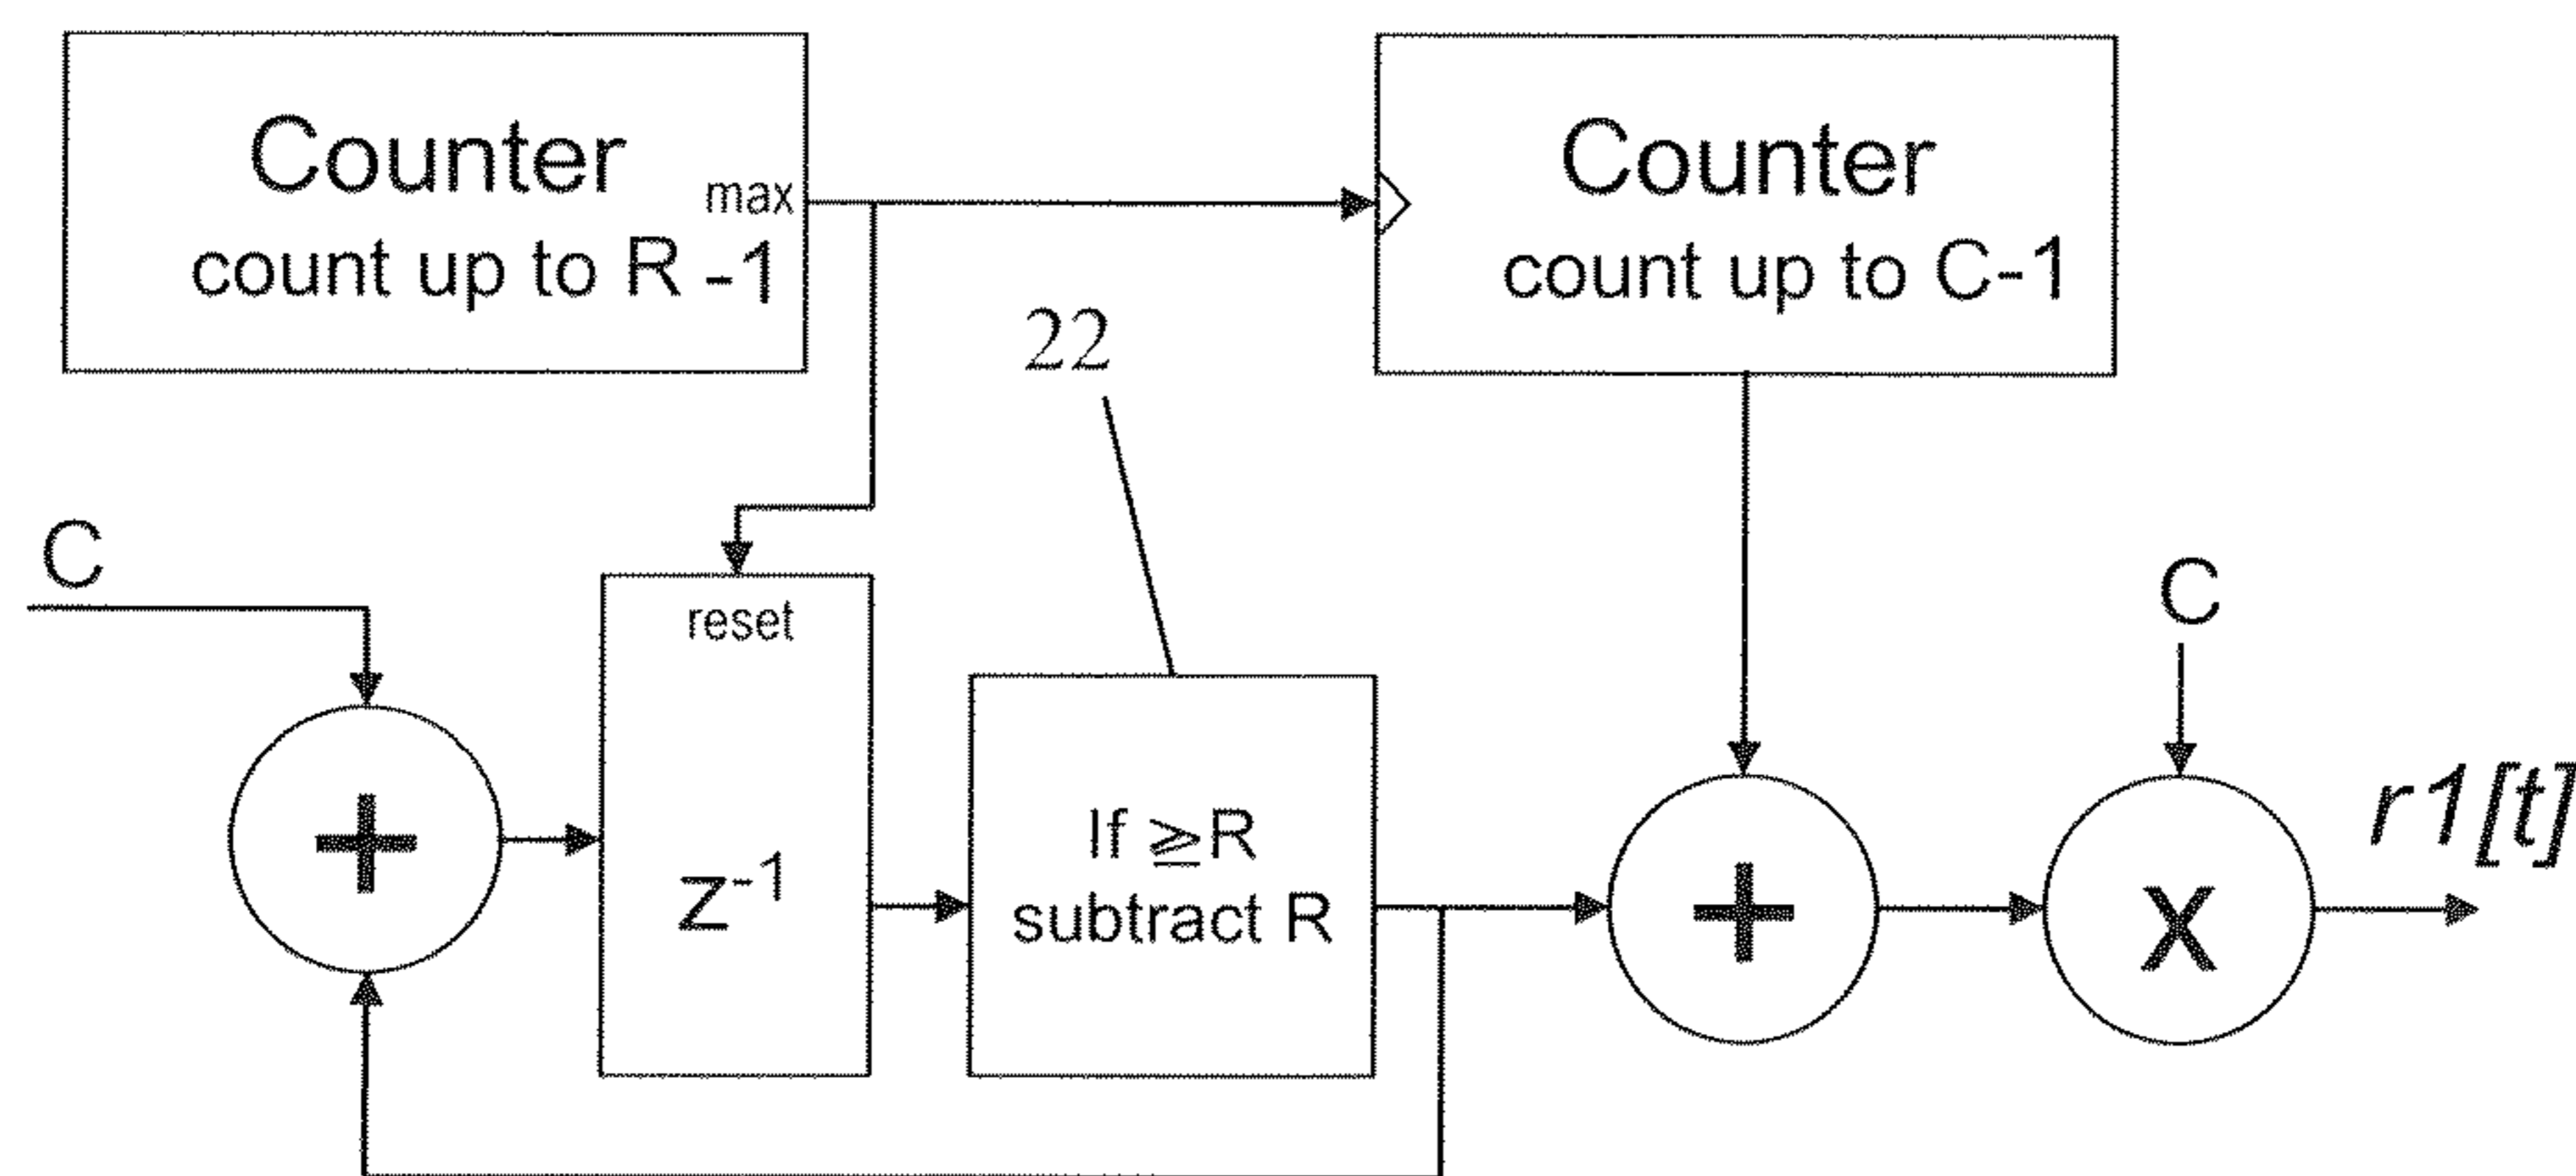 Counter
max
count up to R -1
Counter
count up to C-1
22
C
reset
C
+
z⁻¹
If ≥R
subtract R
+
x
r1[t]